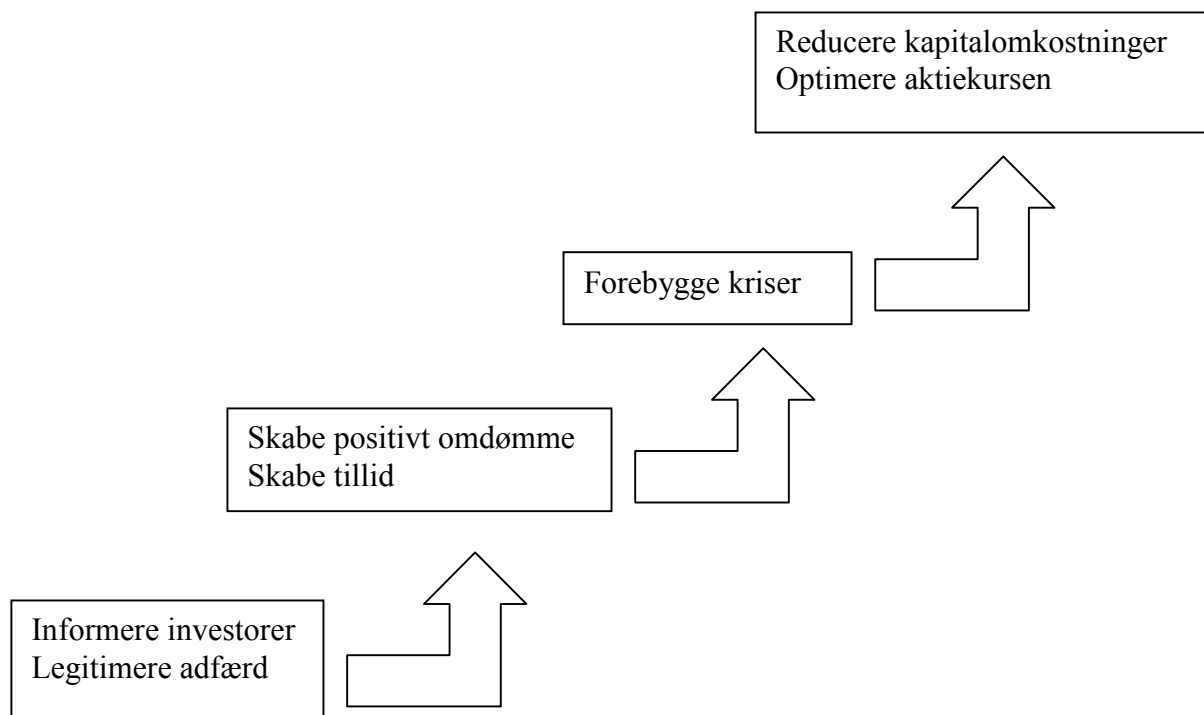 Reducere kapitalomkostninger
Optimere aktiekursen
Forebygge kriser
Skabe positivt omdømme
Skabe tillid
Informere investorer
Legitimere adfærd